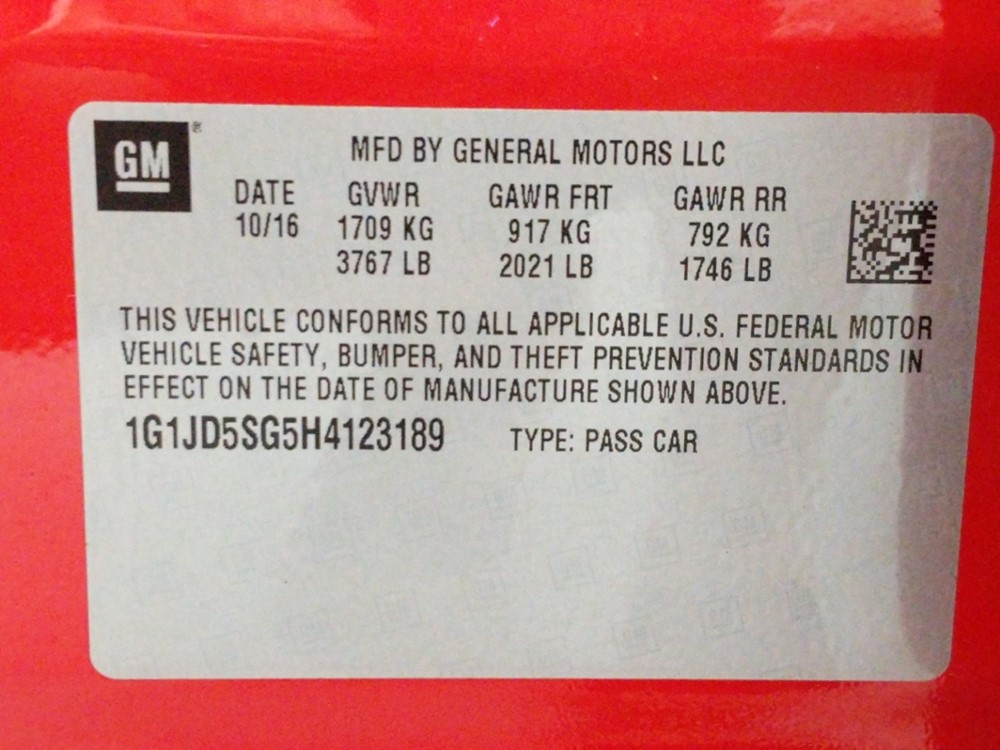 GM®
MFD BY GENERAL MOTORS LLC
DATE GVWR GAWR FRT GAWR RR
10/16 1709 KG 917 KG 792 KG
3767 LB 2021 LB 1746 LB
THIS VEHICLE CONFORMS TO ALL APPLICABLE U.S. FEDERAL MOTOR
VEHICLE SAFETY, BUMPER, AND THEFT PREVENTION STANDARDS IN
EFFECT ON THE DATE OF MANUFACTURE SHOWN ABOVE.
1G1JD5SG5H4123189 TYPE: PASS CAR